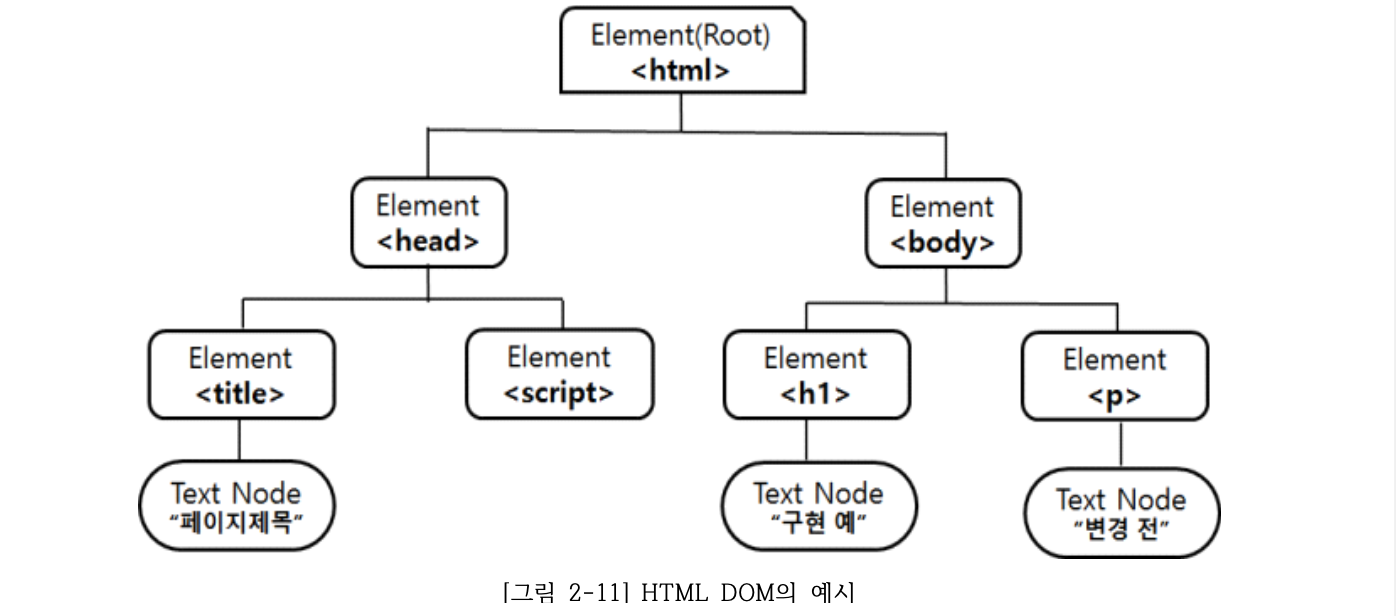 Element(Root)
<html>
Element
<head>
Element
<body>
Element
<title>
Element
<script>
Element
<h1>
Element
<p>
Text Node
“페이지제목”
Text Node
“구현 예”
Text Node
“변경 전”
[그림 2-11] HTML DOM의 예시